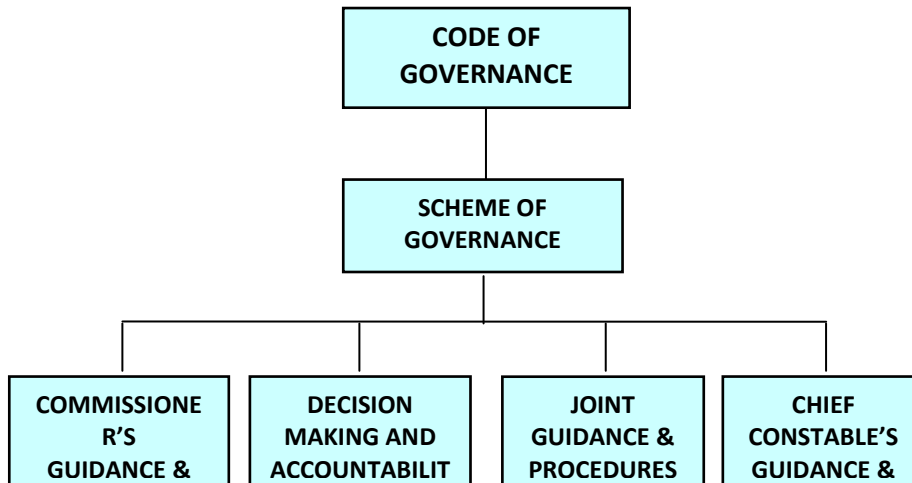 CODE OF
GOVERNANCE
SCHEME OF
GOVERNANCE
COMMISSIONE
R’S
GUIDANCE &
DECISION
MAKING AND
ACCOUNTABILIT
JOINT
GUIDANCE &
PROCEDURES
CHIEF
CONSTABLE’S
GUIDANCE &